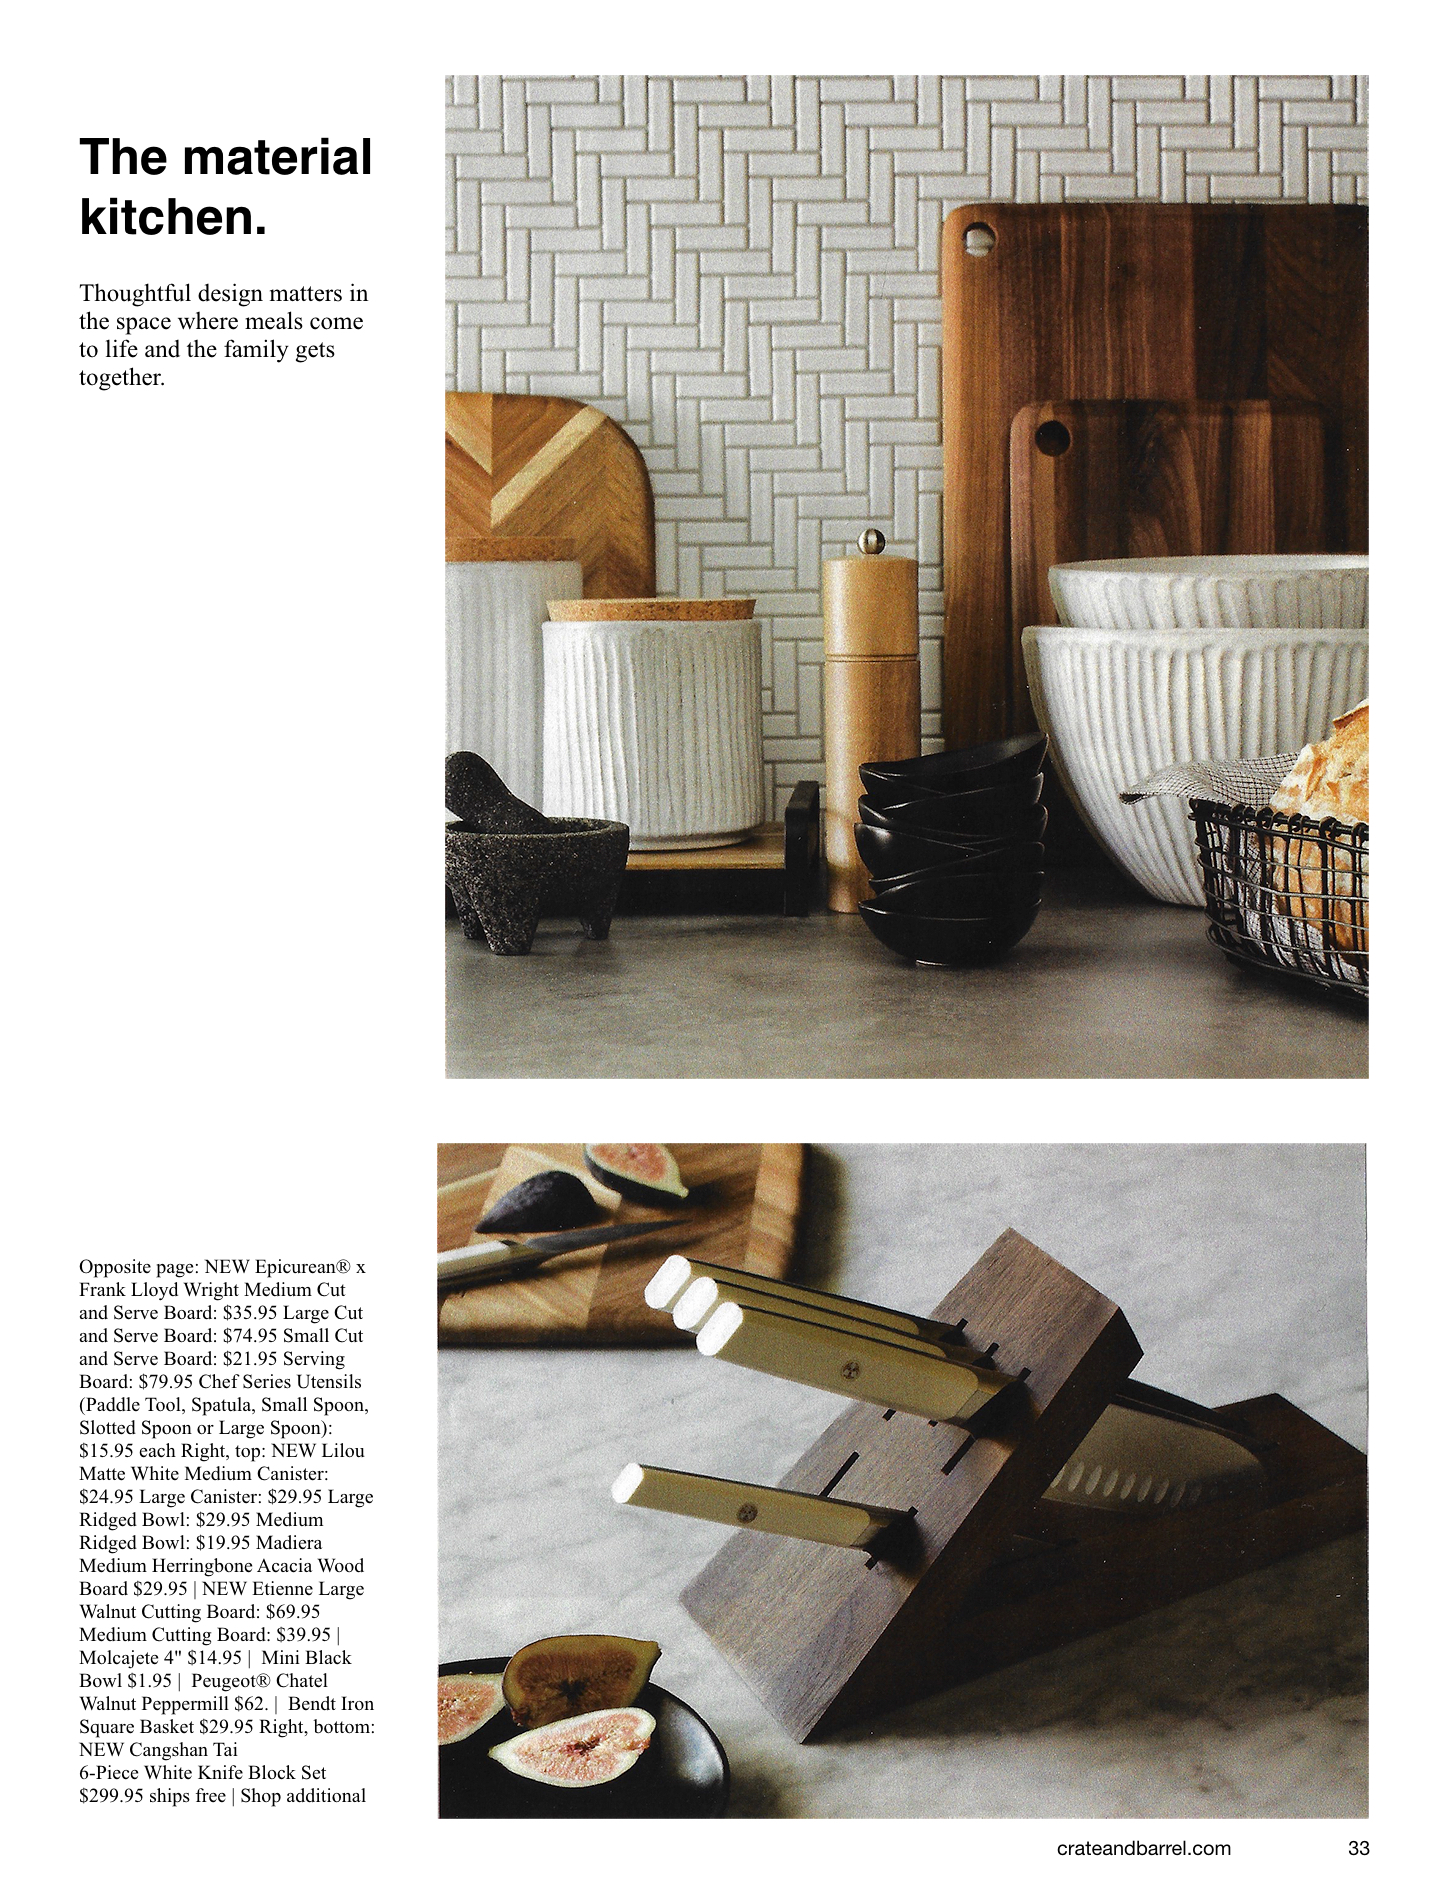 The material
kitchen.
Thoughtful design matters in
the space where meals come
to life and the family gets
together.
Opposite page: NEW Epicurean® x
Frank Lloyd Wright Medium Cut
and Serve Board: $35.95 Large Cut
and Serve Board: $74.95 Small Cut
and Serve Board: $21.95 Serving
Board: $79.95 Chef Series Utensils
(Paddle Tool, Spatula, Small Spoon,
Slotted Spoon or Large Spoon):
$15.95 each Right, top: NEW Lilou
Matte White Medium Canister:
$24.95 Large Canister: $29.95 Large
Ridged Bowl: $29.95 Medium
Ridged Bowl: $19.95 Madiera
Medium Herringbone Acacia Wood
Board $29.95 | NEW Etienne Large
Walnut Cutting Board: $69.95
Medium Cutting Board: $39.95 |
Molcajete 4" $14.95 | Mini Black
Bowl $1.95 | Peugeot® Chatel
Walnut Peppermill $62. | Bendt Iron
Square Basket $29.95 Right, bottom:
NEW Cangshan Tai
6-Piece White Knife Block Set
$299.95 ships free | Shop additional
crateandbarrel.com 33